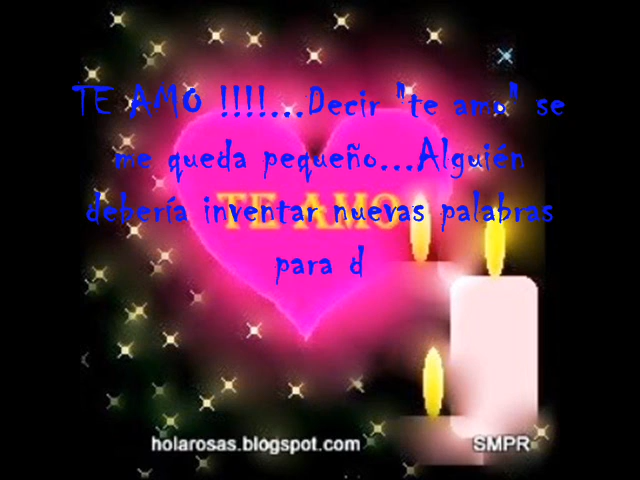 TE AMO !!!!...Decir "te amo" se
me queda pequeño...Alguién
debería inventar nuevas palabras
para d
TE AMO
holarosas.blogspot.com
SMPR